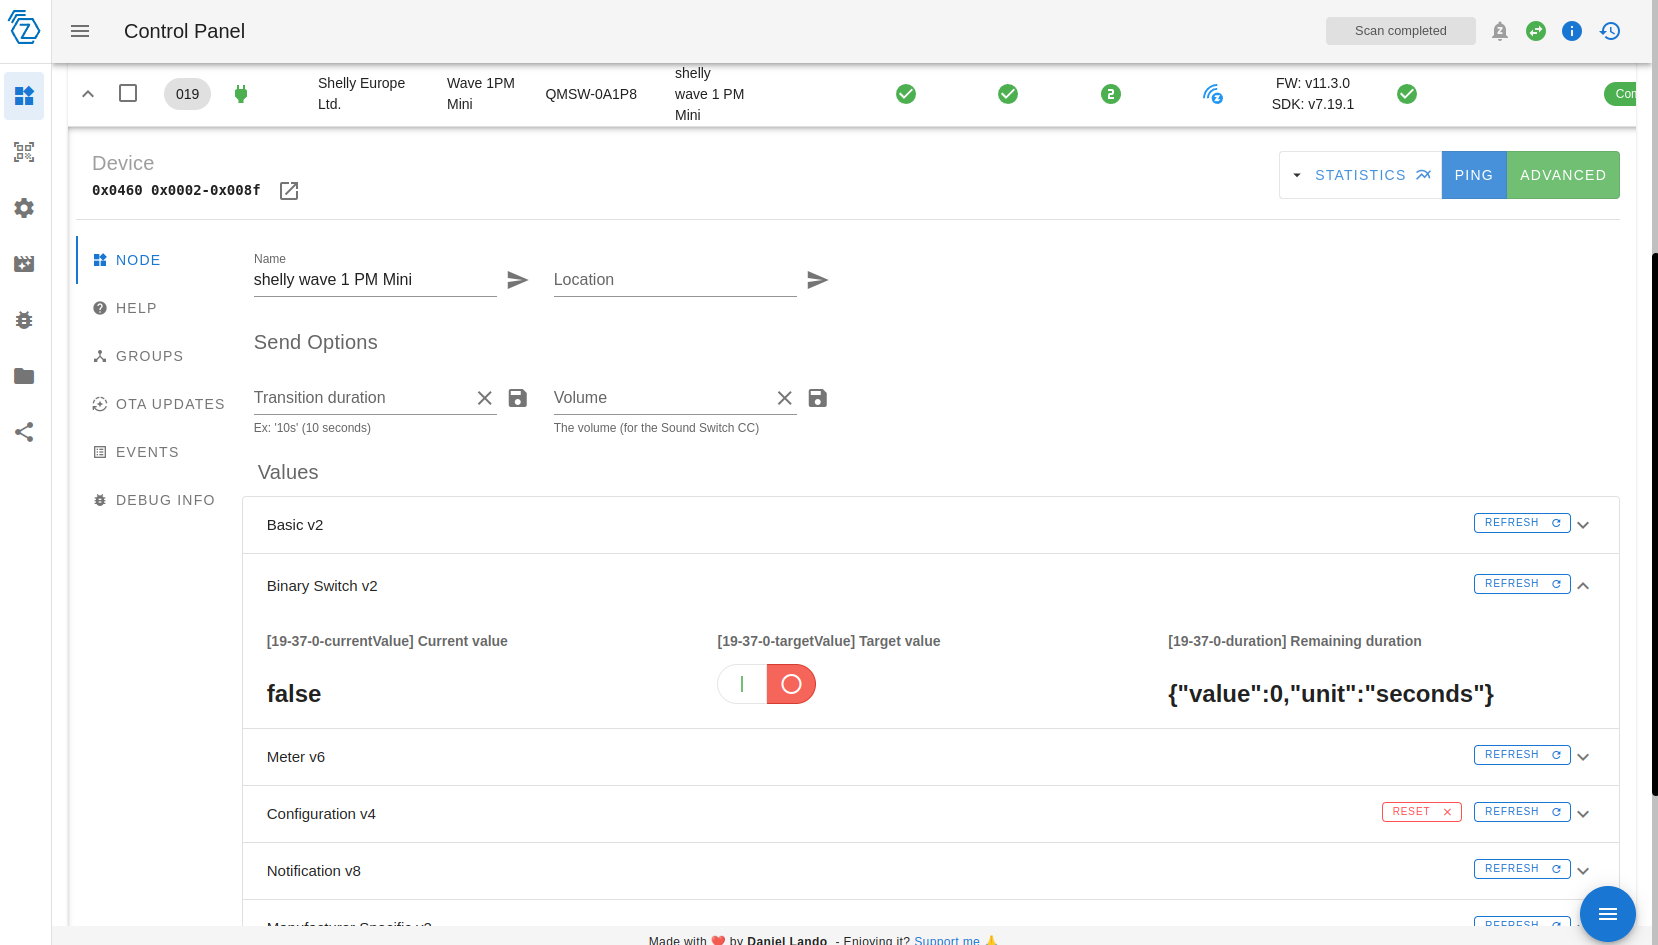 Control Panel
Scan completed
019
Shelly Europe
Ltd.
Wave 1PM
Mini
QMSW-0A1P8
shelly
wave 1 PM
Mini
2
FW: v11.3.0
SDK: v7.19.1
Device
0x0460 0x0002-0x008f
STATISTICS
PING
ADVANCED
NODE
HELP
GROUPS
OTA UPDATES
EVENTS
DEBUG INFO
Name
shelly wave 1 PM Mini
Location
Send Options
Transition duration
Ex: '10s' (10 seconds)
Volume
The volume (for the Sound Switch CC)
Values
Basic v2
REFRESH
Binary Switch v2
REFRESH
[19-37-0-currentValue] Current value
false
[19-37-0-targetValue] Target value
[19-37-0-duration] Remaining duration
{"value":0,"unit":"seconds"}
Meter v6
REFRESH
Configuration v4
RESET
REFRESH
Notification v8
REFRESH
REFRESH
Made with ❤️ by Daniel Lando - Enjoying it? Support me 🙏